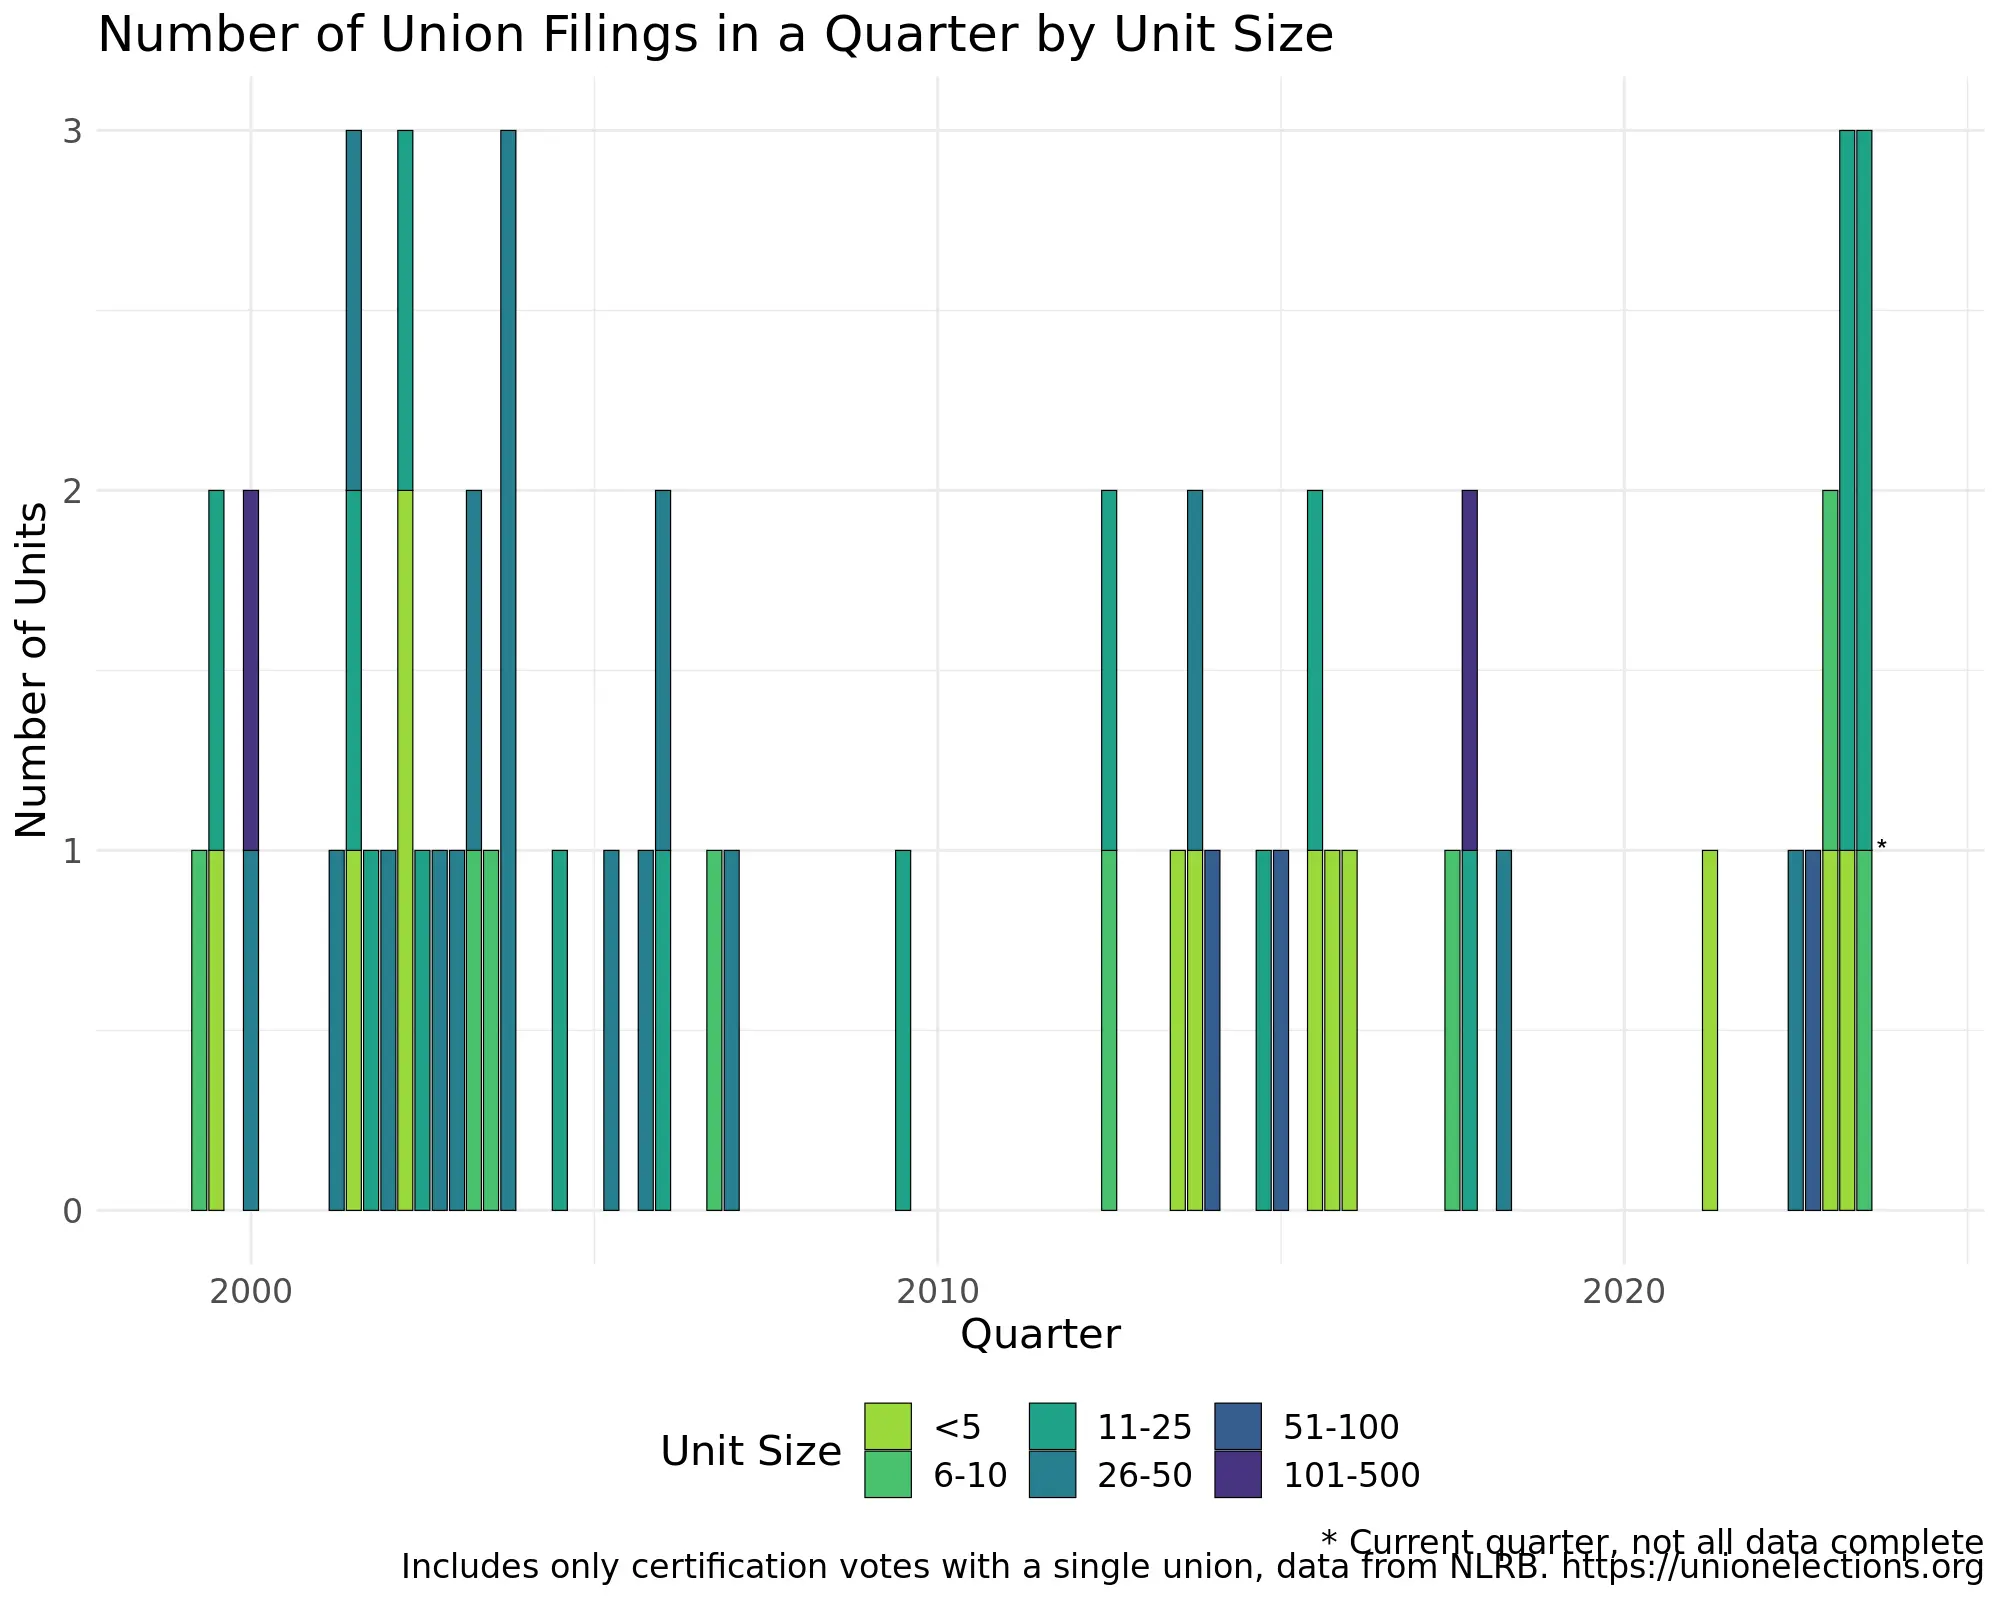 Number of Union Filings in a Quarter by Unit Size
Number of Units
3
2
1
0
*
2000 2010 2020
Quarter
Unit Size
<5 11-25 51-100
6-10 26-50 101-500
* Current quarter, not all data complete
Includes only certification votes with a single union, data from NLRB. https://unionelections.org